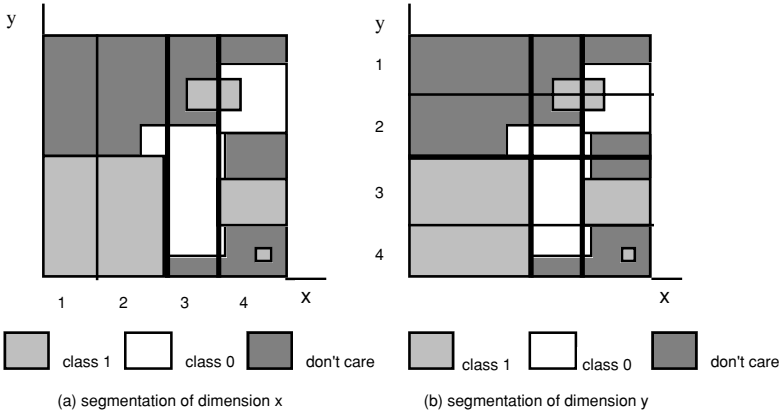 y
1 2 3 4
x
class 1 class 0 don't care
(a) segmentation of dimension x
y
1
2
3
4
x
class 1 class 0 don't care
(b) segmentation of dimension y